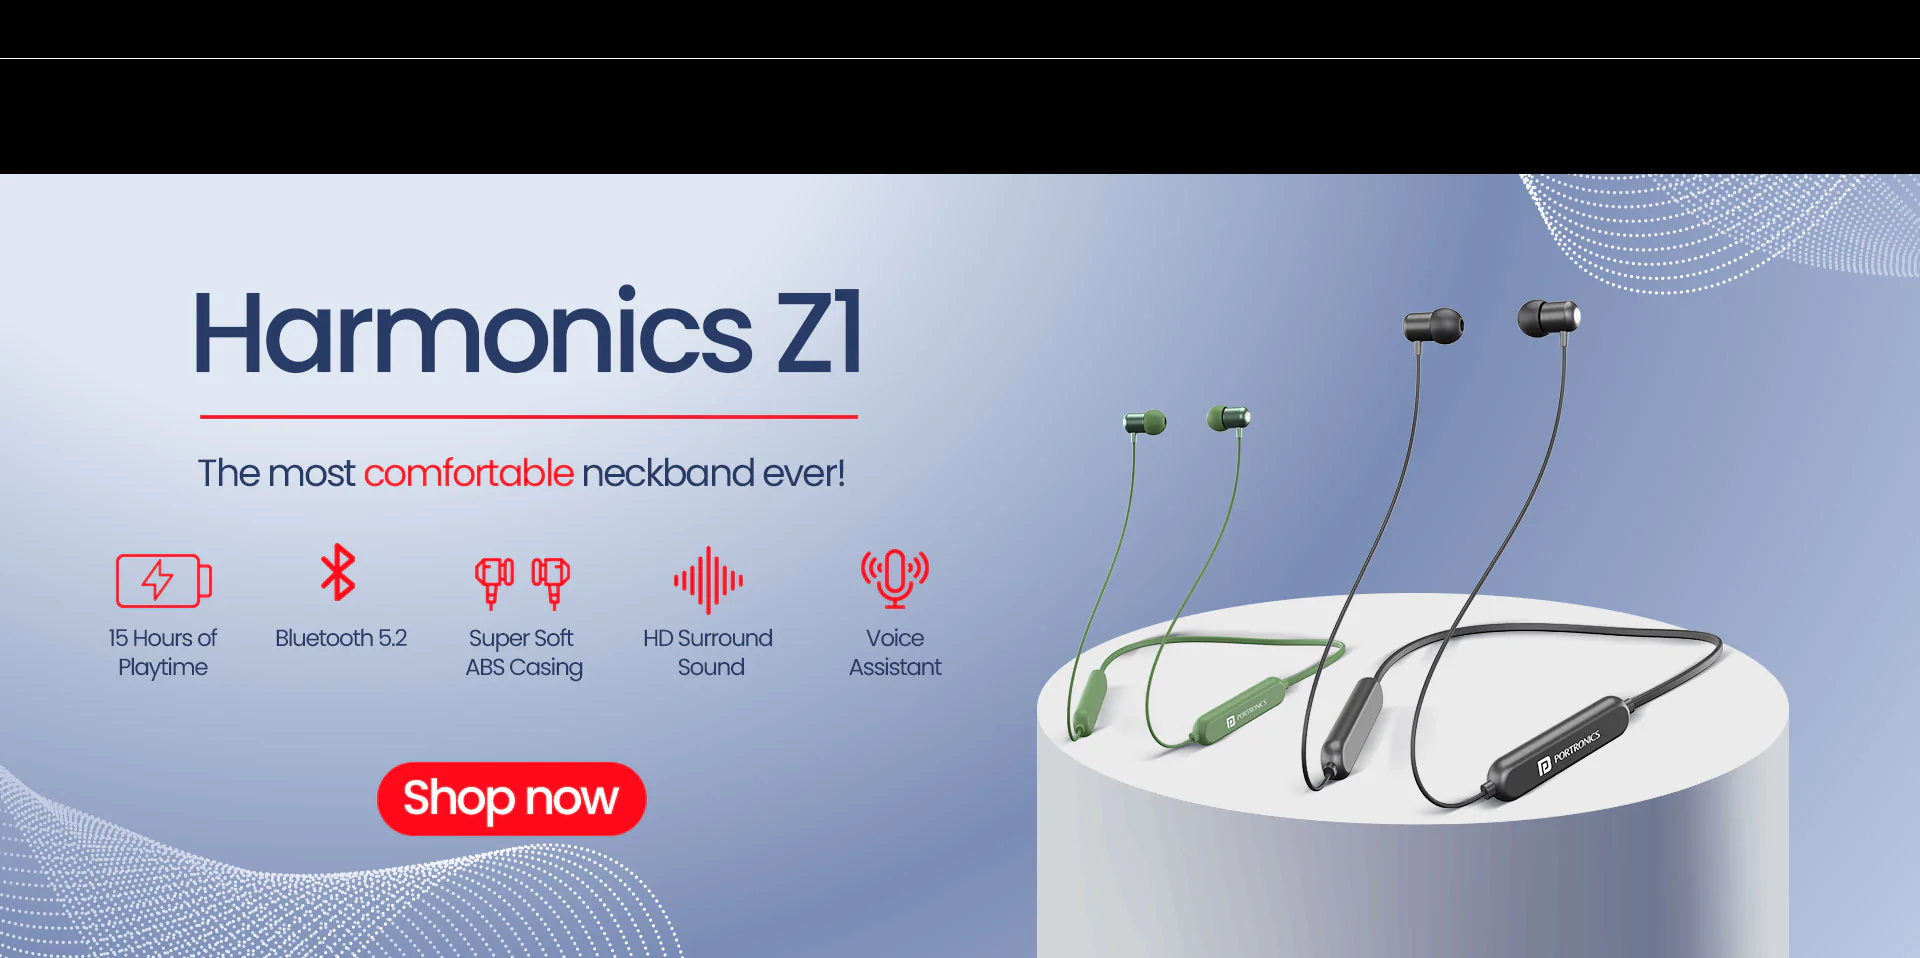 Harmonics Z1
The most comfortable neckband ever!
15 Hours of
Playtime
Bluetooth 5.2
Super Soft
ABS Casing
HD Surround
Sound
Voice
Assistant
Shop now
PORTRONICS
PORTRONICS